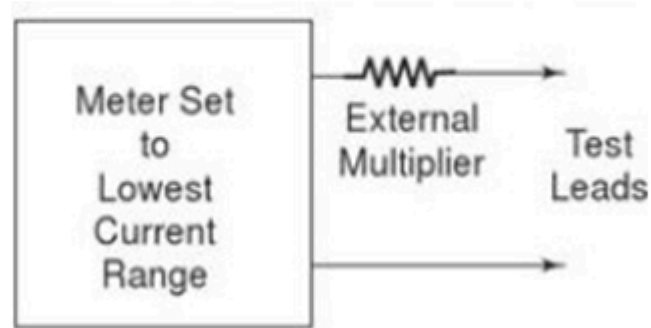 Meter Set
to
Lowest
Current
Range
External
Multiplier
Test
Leads